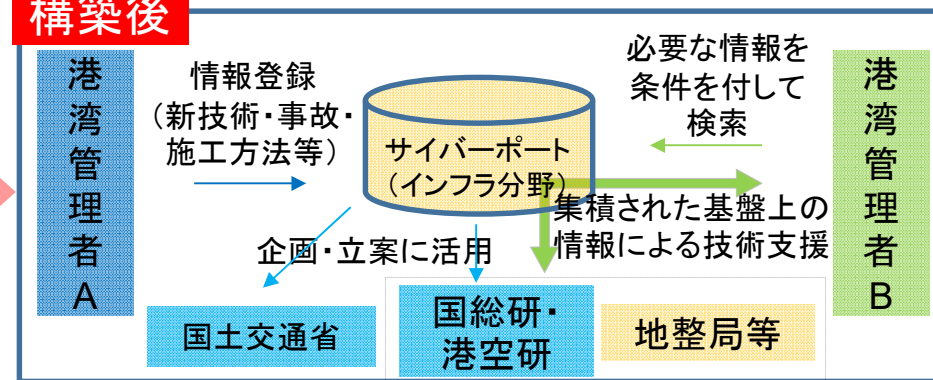 構築後
港
湾
管
理
者
A
情報登録
（新技術・事故・
施工方法等）
サイバーポート
（インフラ分野）
必要な情報を
条件を付して
検索
港
湾
管
理
者
B
集積された基盤上の
情報による技術支援
企画・立案に活用
国土交通省
国総研・
港空研
地整局等